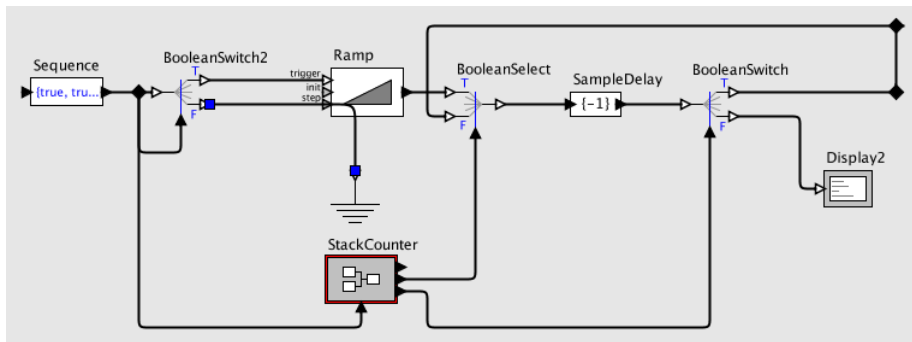 Sequence
{true, tru...
BooleanSwitch2
T
F
Ramp
trigger
init
step
BooleanSelect
T
F
SampleDelay
{-1}
BooleanSwitch
T
F
Display2
StackCounter